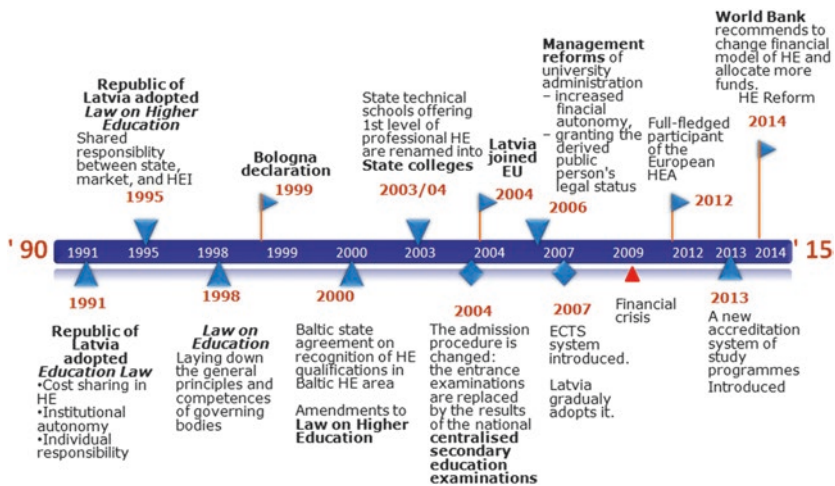 Republic of
Latvia adopted
Law on Higher
Education
Shared
responsiblity
between state,
market, and HEI
1995
Bologna
declaration
1999
State technical
schools offering
1st level of
professional HE
are renamed into
State colleges
2003/04
Latvia
joined
EU
2004
Management
reforms of
university
administration
– increased
finacial
autonomy,
– granting the
derived
public
person's
legal status
2006
Full-fledged
participant
of the
European
HEA
2012
World Bank
recommends to
change financial
model of HE and
allocate more
funds.
HE Reform
2014
'90 1991 1995 1998 1999 2000 2003 2004 2007 2009 2012 2013 2014 '15
1991
Republic of
Latvia
adopted
Education Law
•Cost sharing in
HE
•Institutional
autonomy
•Individual
responsibility
1998
Law on
Education
Laying down
the general
principles and
competences
of governing
bodies
2000
Baltic state
agreement on
recognition of HE
qualifications in
Baltic HE area
Amendments to
Law on Higher
Education
2004
The admission
procedure is
changed:
the entrance
examinations
are replaced
by the results
of the national
centralised
secondary
education
examinations
2007
ECTS
system
introduced.
Latvia
gradualy
adopts it.
Financial
crisis
2013
A new
accreditation
system of
study
programmes
Introduced